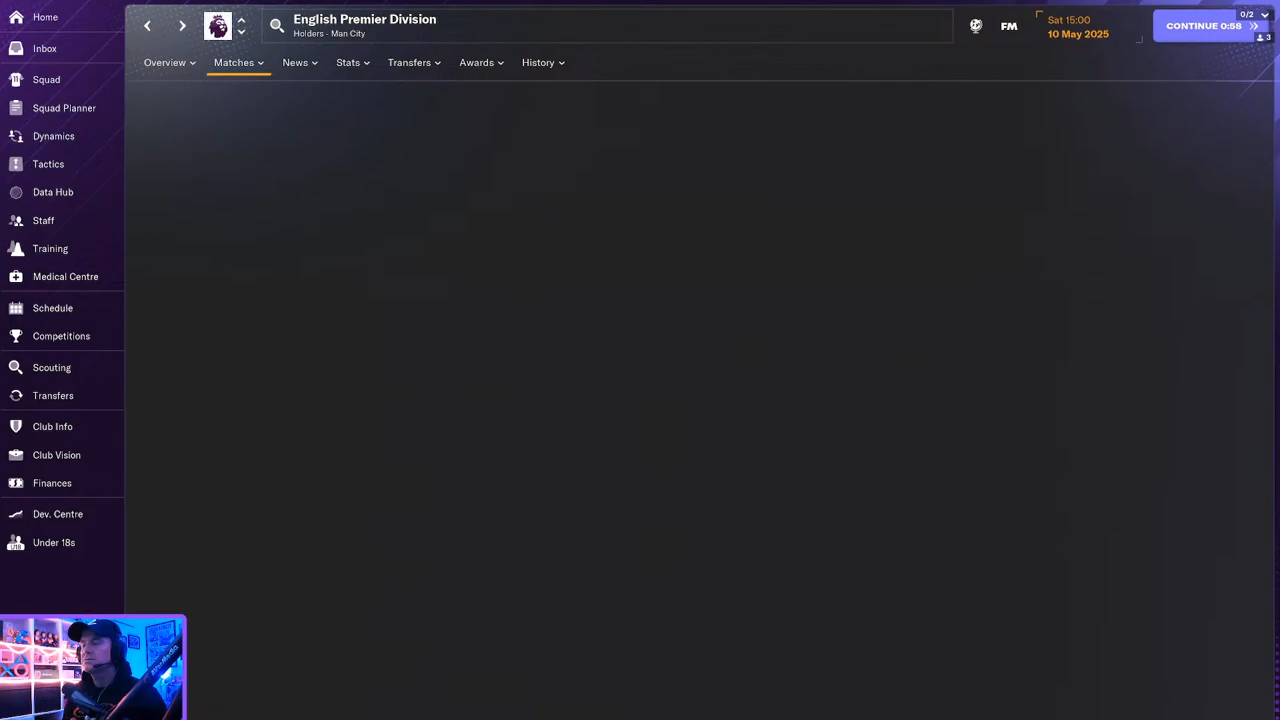 Home
Inbox
Squad
Squad Planner
Dynamics
Tactics
Data Hub
Staff
Training
Medical Centre
Schedule
Competitions
Scouting
Transfers
Club Info
Club Vision
Finances
Dev. Centre
Under 18s
English Premier Division
Holders - Man City
FM
Sat 15:00
10 May 2025
0/2
CONTINUE 0:58
3
Overview
Matches
News
Stats
Transfers
Awards
History
AVerMedia